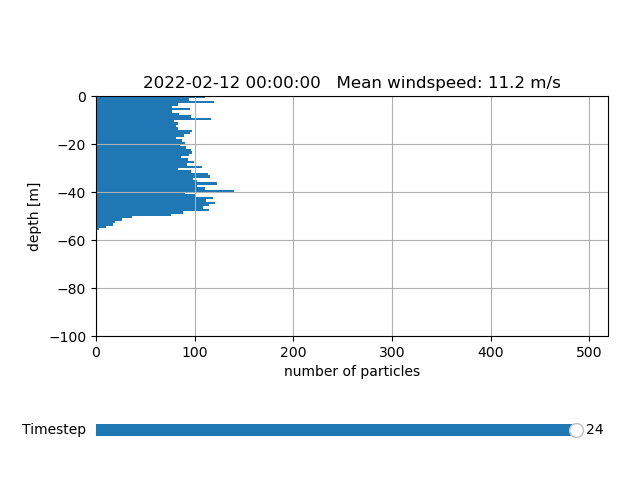 2022-02-12 00:00:00   Mean windspeed: 11.2 m/s
0
−20
−40
−60
−80
−100
depth [m]
0 100 200 300 400 500
number of particles
Timestep 24